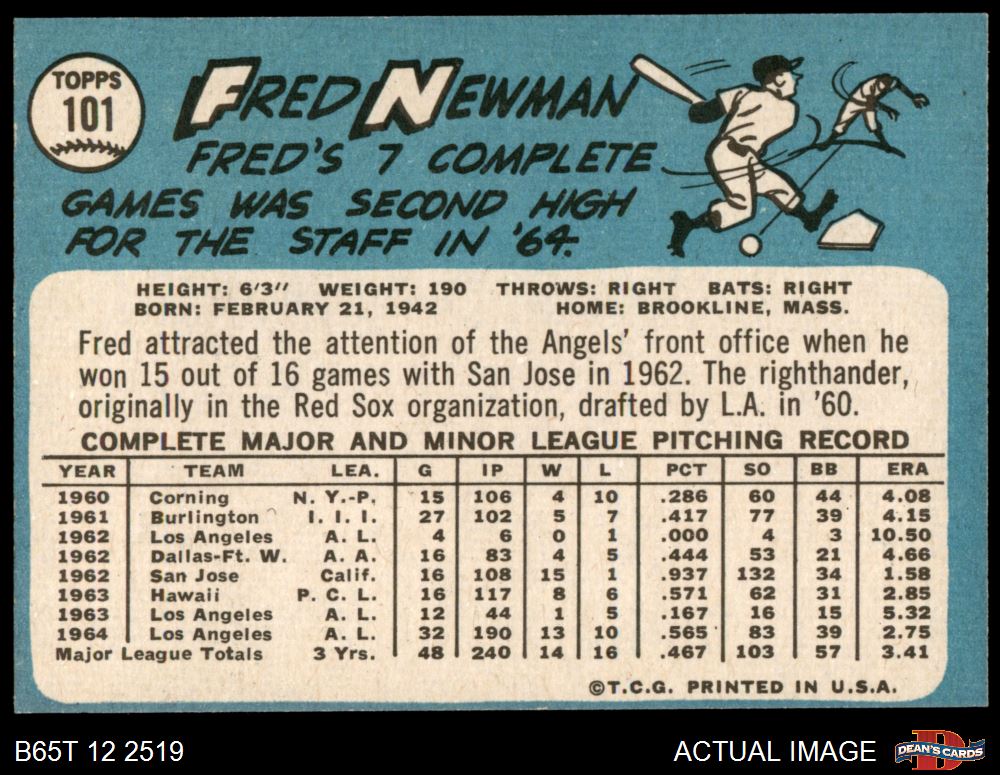 TOPPS
101
FRED NEWMAN
FRED'S 7 COMPLETE
GAMES WAS SECOND HIGH
FOR THE STAFF IN '64.
HEIGHT: 6'3" WEIGHT: 190 THROWS: RIGHT BATS: RIGHT
BORN: FEBRUARY 21, 1942 HOME: BROOKLINE, MASS.
Fred attracted the attention of the Angels' front office when he
won 15 out of 16 games with San Jose in 1962. The righthander,
originally in the Red Sox organization, drafted by L.A. in '60.
COMPLETE MAJOR AND MINOR LEAGUE PITCHING RECORD
YEAR TEAM LEA. G IP W L PCT SO BB ERA
1960 Corning N. Y.-P. 15 106 4 10 .286 60 44 4.08
1961 Burlington I. I. I. 27 102 5 7 .417 77 39 4.15
1962 Los Angeles A. L. 4 6 0 1 .000 4 3 10.50
1962 Dallas-Ft. W. A. A. 16 83 4 5 .444 53 21 4.66
1962 San Jose Calif. 16 108 15 1 .937 132 34 1.58
1963 Hawaii P. C. L. 16 117 8 6 .571 62 31 2.85
1963 Los Angeles A. L. 12 44 1 5 .167 16 15 5.32
1964 Los Angeles A. L. 32 190 13 10 .565 83 39 2.75
Major League Totals 3 Yrs. 48 240 14 16 .467 103 57 3.41
©T.C.G. PRINTED IN U.S.A.
B65T 12 2519
ACTUAL IMAGE
DEAN'S CARDS